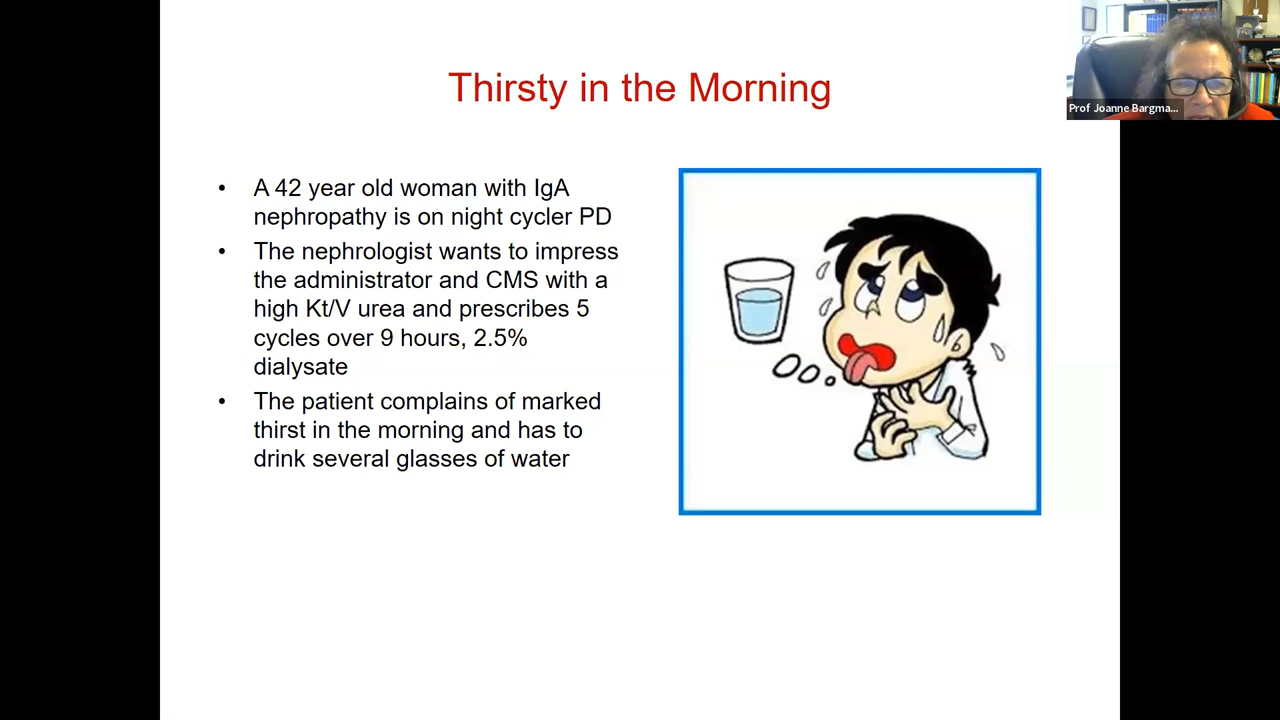 Thirsty in the Morning
Prof Joanne Bargma...
• A 42 year old woman with IgA
nephropathy is on night cycler PD
• The nephrologist wants to impress
the administrator and CMS with a
high Kt/V urea and prescribes 5
cycles over 9 hours, 2.5%
dialysate
• The patient complains of marked
thirst in the morning and has to
drink several glasses of water